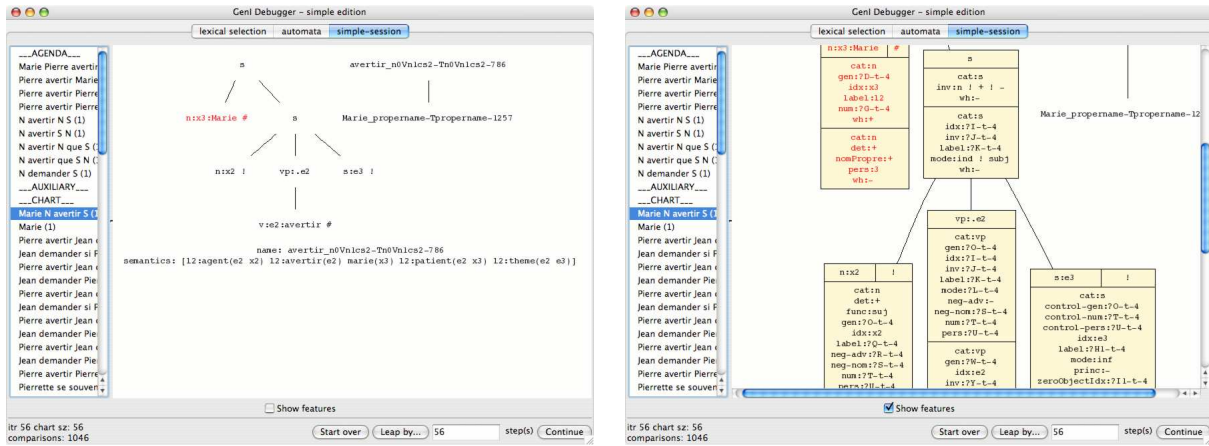 GenI Debugger – simple edition
lexical selection automata simple-session
___AGENDA___
Marie Pierre avertir
Pierre avertir Marie
Pierre avertir Pierre
Pierre avertir Pierre
N avertir N S (1)
N avertir S N (1)
N avertir N que S (
N avertir que S N (
N demander S (1)
___AUXILIARY___
___CHART___
Marie N avertir S (1
Marie (1)
Pierre avertir Jean
Jean demander si P
Pierre avertir Jean
Jean demander Pie
Pierre avertir Jean
Pierre avertir Jean
Jean demander si P
Pierre avertir Pierre
Jean demander Pie
Pierre avertir Pierre
Jean demander Pie
Pierre avertir Pierre
Pierrette se souven
s
avertir_n0Vn1cs2-Tn0Vn1cs2-786
n:x3:Marie #
s
Marie_propername-Tpropername-1257
n:x2 !
vp:.e2
s:e3 !
v:e2:avertir #
name: avertir_n0Vn1cs2-Tn0Vn1cs2-786
semantics: [l2:agent(e2 x2) l2:avertir(e2) marie(x3) l2:patient(e2 x3) l2:theme(e2 e3)]
Show features
itr 56 chart sz: 56
comparisons: 1046
Start over Leap by... 56 step(s) Continue
GenI Debugger – simple edition
lexical selection automata simple-session
___AGENDA___
Marie Pierre avertir
Pierre avertir Marie
Pierre avertir Pierre
Pierre avertir Pierre
N avertir N S (1)
N avertir S N (1)
N avertir N que S (
N avertir que S N (
N demander S (1)
___AUXILIARY___
___CHART___
Marie N avertir S (1
Marie (1)
Pierre avertir Jean
Jean demander si P
Pierre avertir Jean
Jean demander Pie
Pierre avertir Jean
Pierre avertir Jean
Jean demander si P
Pierre avertir Pierre
Jean demander Pie
Pierre avertir Pierre
Jean demander Pie
Pierre avertir Pierre
Pierrette se souven
n:x3:Marie #
cat:n
gen:?D-t-4
idx:x3
label:l2
num:?G-t-4
wh:+
cat:n
det:+
nomPropre:+
pers:3
wh:-
s
cat:s
inv:n ! + ! -
wh:-
cat:s
idx:?I-t-4
inv:?J-t-4
label:?K-t-4
mode:ind ! subj
wh:-
Marie_propername-Tpropername-12
n:x2 !
cat:n
det:+
func:suj
gen:?O-t-4
idx:x2
label:?Q-t-4
neg-adv:?R-t-4
neg-nom:?S-t-4
num:?T-t-4
pers:?U-t-4
vp:.e2
cat:vp
gen:?O-t-4
idx:?I-t-4
inv:?J-t-4
label:?K-t-4
mode:?L-t-4
neg-adv:-
neg-nom:?S-t-4
num:?T-t-4
pers:?U-t-4
cat:vp
gen:?W-t-4
idx:e2
inv:?Y-t-4
s:e3 !
cat:s
control-gen:?O-t-4
control-num:?T-t-4
control-pers:?U-t-4
idx:e3
label:?H1-t-4
mode:inf
princ:-
zeroObjectIdx:?I1-t-4
Show features
itr 56 chart sz: 56
comparisons: 1046
Start over Leap by... 56 step(s) Continue